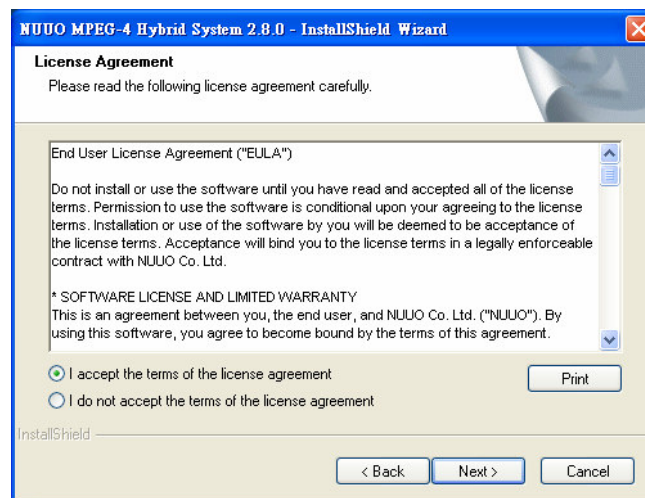 NUUO MPEG-4 Hybrid System 2.8.0 - InstallShield Wizard
License Agreement
Please read the following license agreement carefully.
End User License Agreement ("EULA")
Do not install or use the software until you have read and accepted all of the license
terms. Permission to use the software is conditional upon your agreeing to the license
terms. Installation or use of the software by you will be deemed to be acceptance of
the license terms. Acceptance will bind you to the license terms in a legally enforceable
contract with NUUO Co. Ltd.
* SOFTWARE LICENSE AND LIMITED WARRANTY
This is an agreement between you, the end user, and NUUO Co. Ltd. ("NUUO"). By
using this software, you agree to become bound by the terms of this agreement.
I accept the terms of the license agreement
Print
I do not accept the terms of the license agreement
InstallShield
< Back
Next >
Cancel